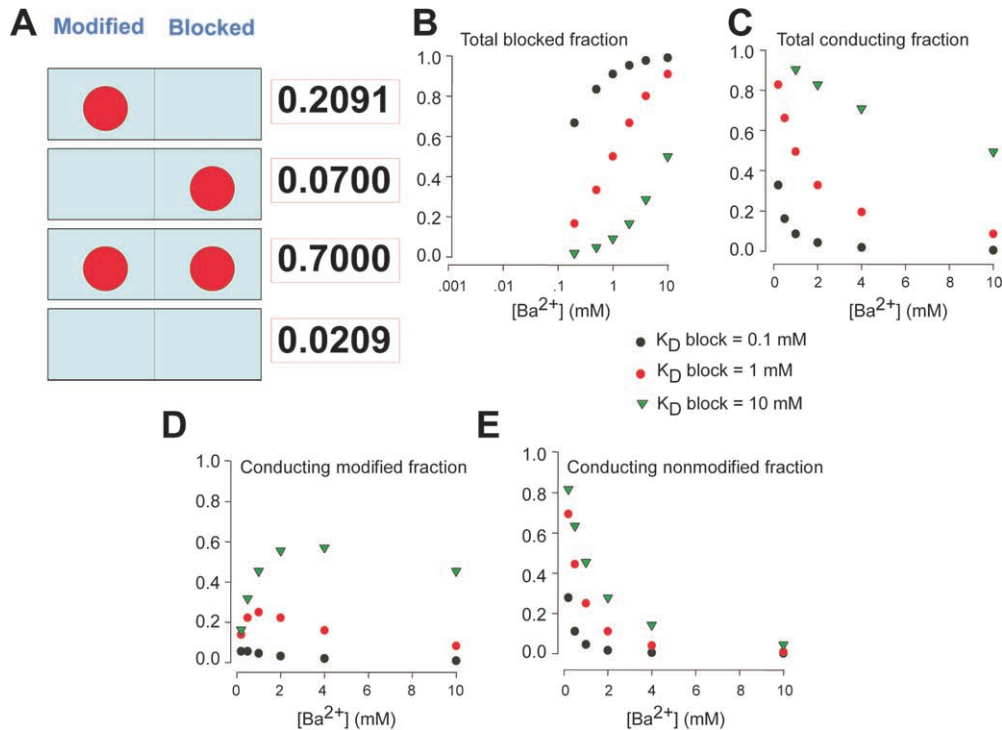 A
Modified Blocked
0.2091
0.0700
0.7000
0.0209
B
Total blocked fraction
1.0
0.8
0.6
0.4
0.2
0.0
.001 .01 .1 1 10
[Ba2+] (mM)
C
Total conducting fraction
1.0
0.8
0.6
0.4
0.2
0.0
0 2 4 6 8 10
[Ba2+] (mM)
KD block = 0.1 mM
KD block = 1 mM
KD block = 10 mM
D
Conducting modified fraction
1.0
0.8
0.6
0.4
0.2
0.0
0 2 4 6 8 10
[Ba2+] (mM)
E
Conducting nonmodified fraction
1.0
0.8
0.6
0.4
0.2
0.0
0 2 4 6 8 10
[Ba2+] (mM)